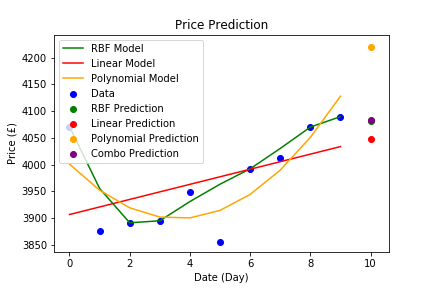 Price Prediction
Price (£)
4200
4150
4100
4050
4000
3950
3900
3850
RBF Model
Linear Model
Polynomial Model
Data
RBF Prediction
Linear Prediction
Polynomial Prediction
Combo Prediction
0 2 4 6 8 10
Date (Day)